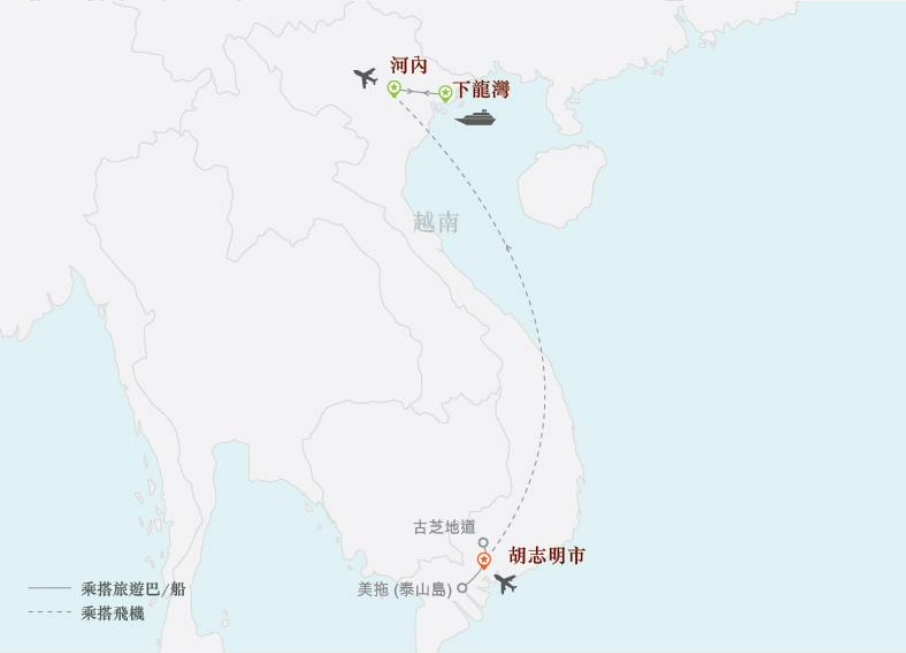 河內
下龍灣
越南
古芝地道
胡志明市
美拖 (泰山島)
乘搭旅遊巴/船
乘搭飛機